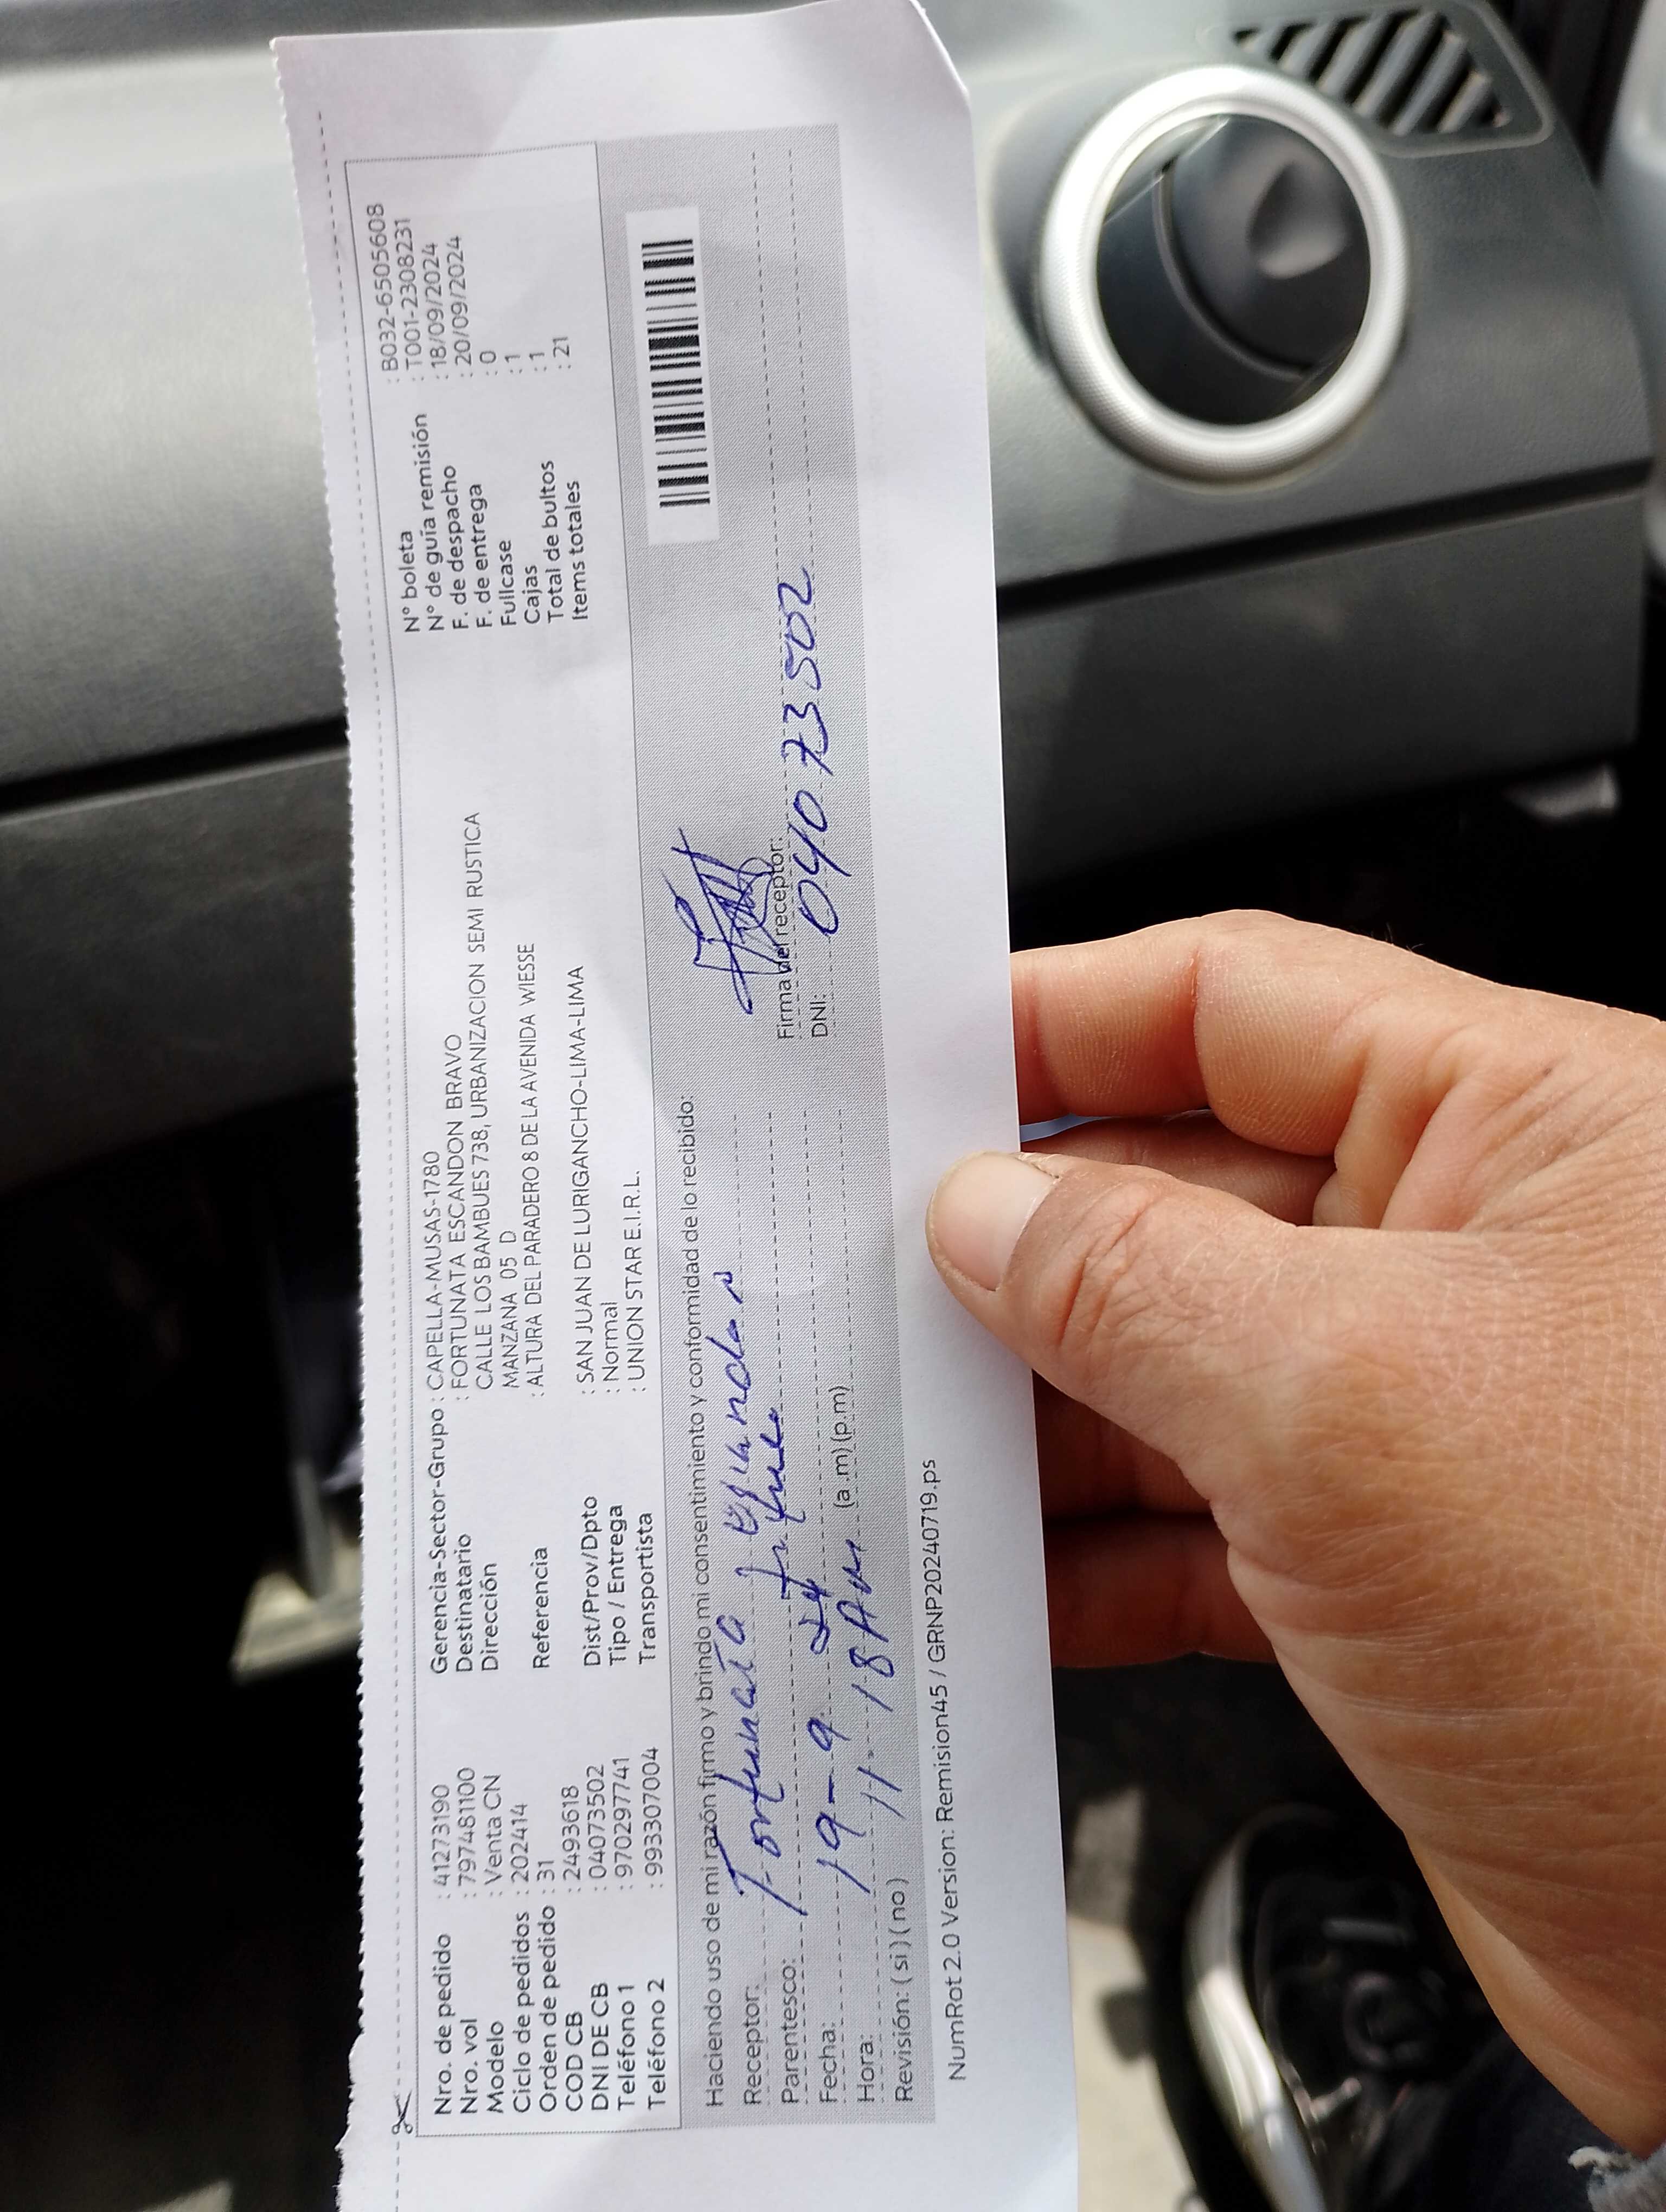 Nro. de pedido : 41273190
Nro. vol : 797481100
Modelo : Venta CN
Ciclo de pedidos : 202414
Orden de pedido : 31
COD CB : 2493618
DNI DE CB : 04073502
Teléfono 1 : 970297741
Teléfono 2 : 993307004
Gerencia-Sector-Grupo : CAPELLA-MUSAS-1780
Destinatario : FORTUNATA ESCANDON BRAVO
Dirección CALLE LOS BAMBUES 738, URBANIZACION SEMI RUSTICA
MANZANA 05 D
Referencia : ALTURA DEL PARADERO 8 DE LA AVENIDA WIESSE
Dist/Prov/Dpto : SAN JUAN DE LURIGANCHO-LIMA-LIMA
Tipo / Entrega : Normal
Transportista : UNION STAR E.I.R.L.
N° boleta : B032-6505608
N° de guía remisión : T001-2308231
F. de despacho : 18/09/2024
F. de entrega : 20/09/2024
Fullcase : 0
Cajas : 1
Total de bultos : 1
Items totales : 21
Haciendo uso de mi razón firmo y brindo mi consentimiento y conformidad de lo recibido:
Receptor: Fortunata Escandon
Parentesco:
Fecha: 19-9 24
Hora: 11-18 Am (a.m) (p.m)
Revisión: ( si ) ( no )
Firma del receptor:
DNI: 04073502
NumRot 2.0 Version: Remision45 / GRNP20240719.ps